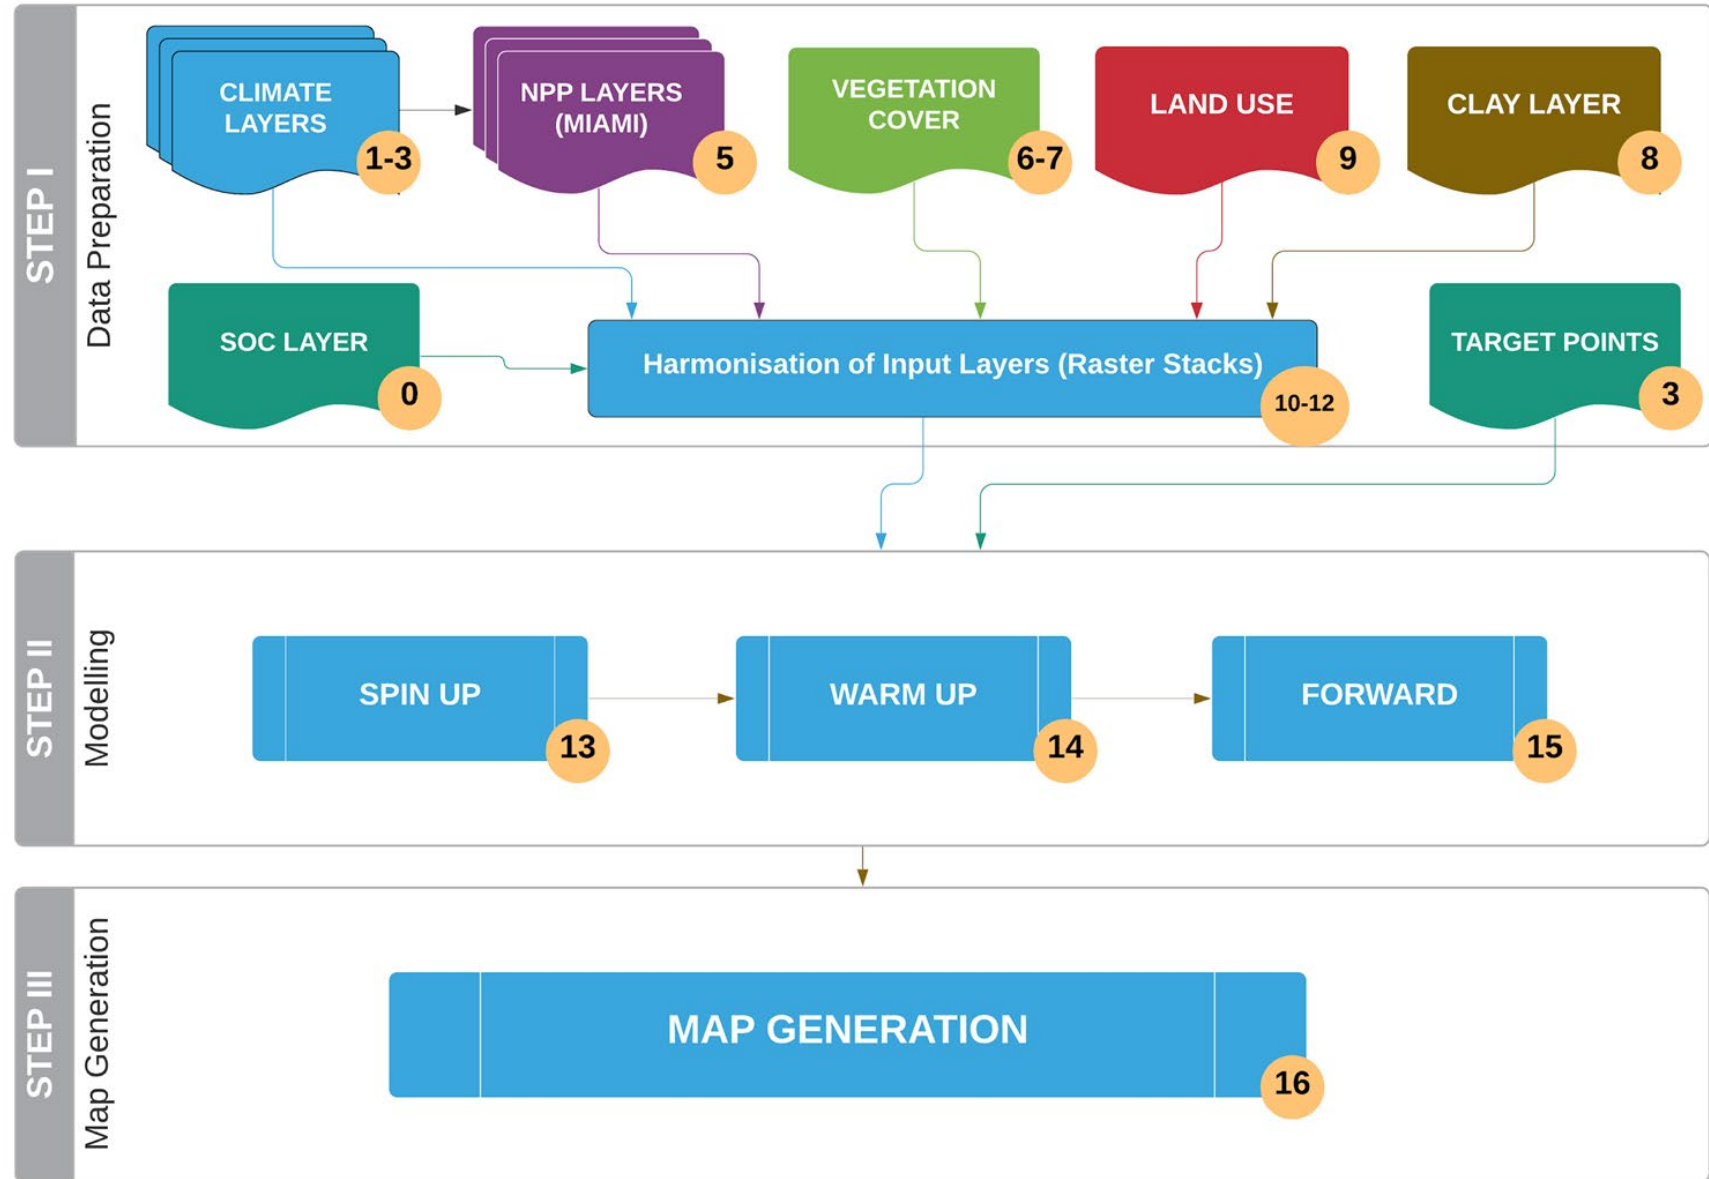 STEP I
Data Preparation
CLIMATE
LAYERS
1-3
NPP LAYERS
(MIAMI)
5
VEGETATION
COVER
6-7
LAND USE
9
CLAY LAYER
8
SOC LAYER
0
Harmonisation of Input Layers (Raster Stacks)
10-12
TARGET POINTS
3
STEP II
Modelling
SPIN UP
13
WARM UP
14
FORWARD
15
STEP III
Map Generation
MAP GENERATION
16